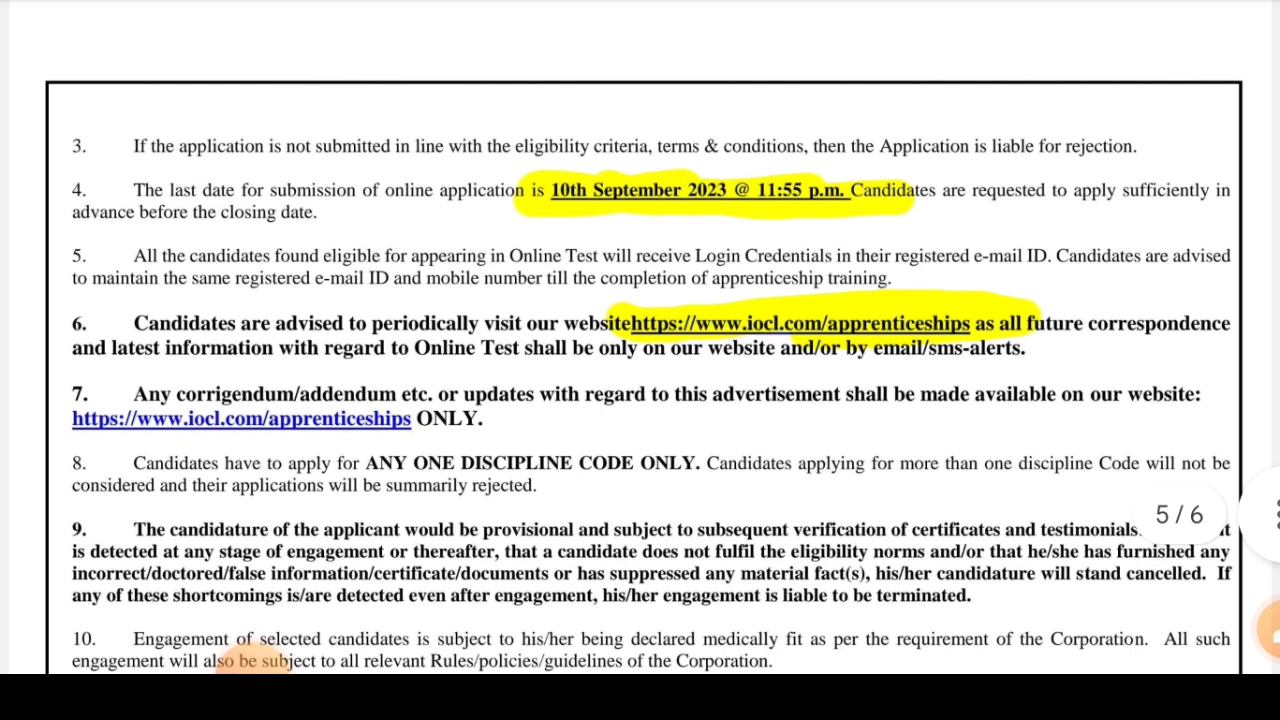 3. If the application is not submitted in line with the eligibility criteria, terms & conditions, then the Application is liable for rejection.
4. The last date for submission of online application is 10th September 2023 @ 11:55 p.m. Candidates are requested to apply sufficiently in
advance before the closing date.
5. All the candidates found eligible for appearing in Online Test will receive Login Credentials in their registered e-mail ID. Candidates are advised
to maintain the same registered e-mail ID and mobile number till the completion of apprenticeship training.
6. Candidates are advised to periodically visit our websitehttps://www.iocl.com/apprenticeships as all future correspondence
and latest information with regard to Online Test shall be only on our website and/or by email/sms-alerts.
7. Any corrigendum/addendum etc. or updates with regard to this advertisement shall be made available on our website:
https://www.iocl.com/apprenticeships ONLY.
8. Candidates have to apply for ANY ONE DISCIPLINE CODE ONLY. Candidates applying for more than one discipline Code will not be
considered and their applications will be summarily rejected.
5 / 6
9. The candidature of the applicant would be provisional and subject to subsequent verification of certificates and testimonials.
is detected at any stage of engagement or thereafter, that a candidate does not fulfil the eligibility norms and/or that he/she has furnished any
incorrect/doctored/false information/certificate/documents or has suppressed any material fact(s), his/her candidature will stand cancelled. If
any of these shortcomings is/are detected even after engagement, his/her engagement is liable to be terminated.
10. Engagement of selected candidates is subject to his/her being declared medically fit as per the requirement of the Corporation. All such
engagement will also be subject to all relevant Rules/policies/guidelines of the Corporation.